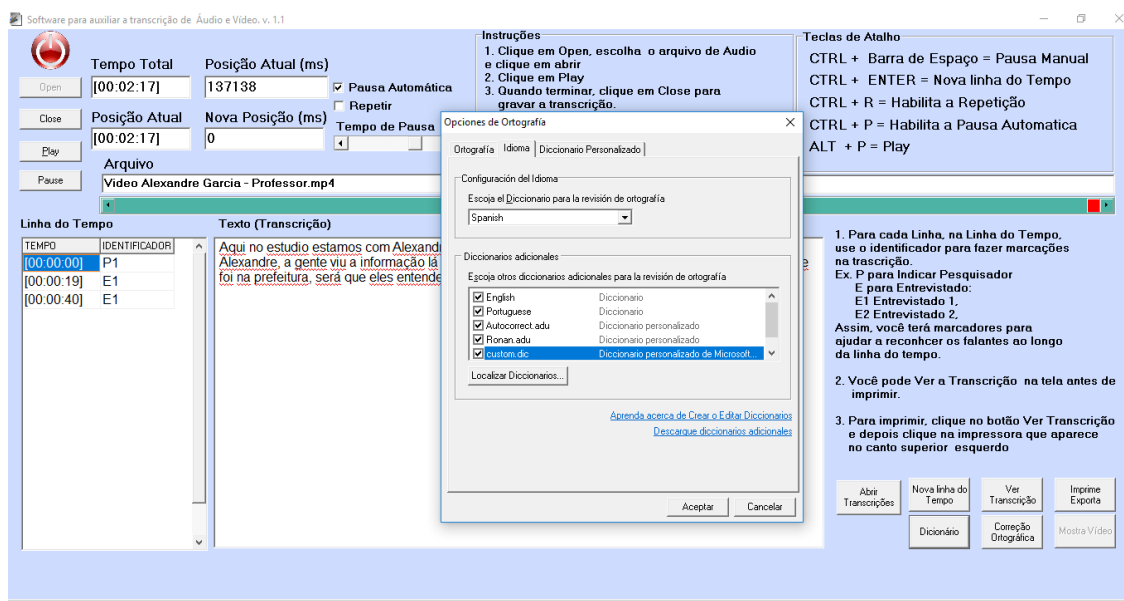 Software para auxiliar a transcrição de Áudio e Vídeo. v. 1.1
Open
Close
Play
Pause
Tempo Total
[00:02:17]
Posição Atual (ms)
137138
Pausa Automática
Repetir
Posição Atual
[00:02:17]
Nova Posição (ms)
0
Tempo de Pausa
Arquivo
Video Alexandre Garcia - Professor.mp4
Instruções
1. Clique em Open, escolha o arquivo de Audio
e clique em abrir
2. Clique em Play
3. Quando terminar, clique em Close para
gravar a transcrição.
Teclas de Atalho
CTRL + Barra de Espaço = Pausa Manual
CTRL + ENTER = Nova linha do Tempo
CTRL + R = Habilita a Repetição
CTRL + P = Habilita a Pausa Automatica
ALT + P = Play
Linha do Tempo
TEMPO IDENTIFICADOR
[00:00:00] P1
[00:00:19] E1
[00:00:40] E1
Texto (Transcrição)
Aqui no estudio estamos com Alexandr
Alexandre, a gente viu a informação lá
foi na prefeitura, será que eles entende
Opciones de Ortografía
Ortografía Idioma Diccionario Personalizado
Configuración del Idioma
Escoja el Diccionario para la revisión de ortografía
Spanish
Diccionarios adicionales
Escoja otros diccionarios adicionales para la revisión de ortografía
English Diccionario
Portuguese Diccionario
Autocorrect.adu Diccionario personalizado
Ronan.adu Diccionario personalizado
custom.dic Diccionario personalizado de Microsoft...
Localizar Diccionarios...
Aprenda acerca de Crear o Editar Diccionarios
Descargue diccionarios adicionales
Aceptar Cancelar
1. Para cada Linha, na Linha do Tempo,
use o identificador para fazer marcações
na trascrição.
Ex. P para Indicar Pesquisador
E para Entrevistado:
E1 Entrevistado 1,
E2 Entrevistado 2,
Assim, você terá marcadores para
ajudar a reconhcer os falantes ao longo
da linha do tempo.
2. Você pode Ver a Transcrição na tela antes de
imprimir.
3. Para imprimir, clique no botão Ver Transcrição
e depois clique na impressora que aparece
no canto superior esquerdo
Abrir
Transcrições
Nova linha do
Tempo
Ver
Transcrição
Imprime
Exporta
Dicionário
Correção
Ortográfica
Mostra Vídeo